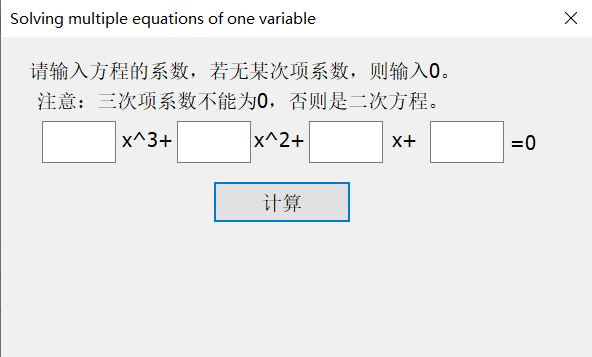 Solving multiple equations of one variable
请输入方程的系数，若无某次项系数，则输入0。
注意：三次项系数不能为0，否则是二次方程。
x^3+ x^2+ x+ =0
计算